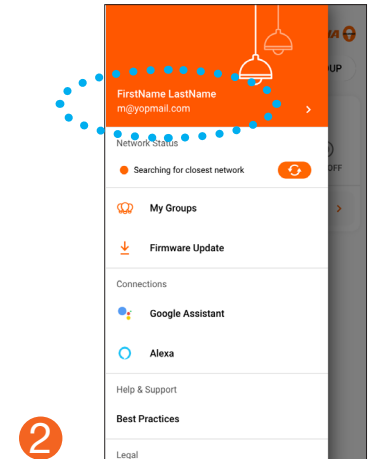 FirstName LastName
m@yopmail.com
Network Status
Searching for closest network
My Groups
Firmware Update
Connections
Google Assistant
Alexa
Help & Support
Best Practices
Legal
UP
OFF
2